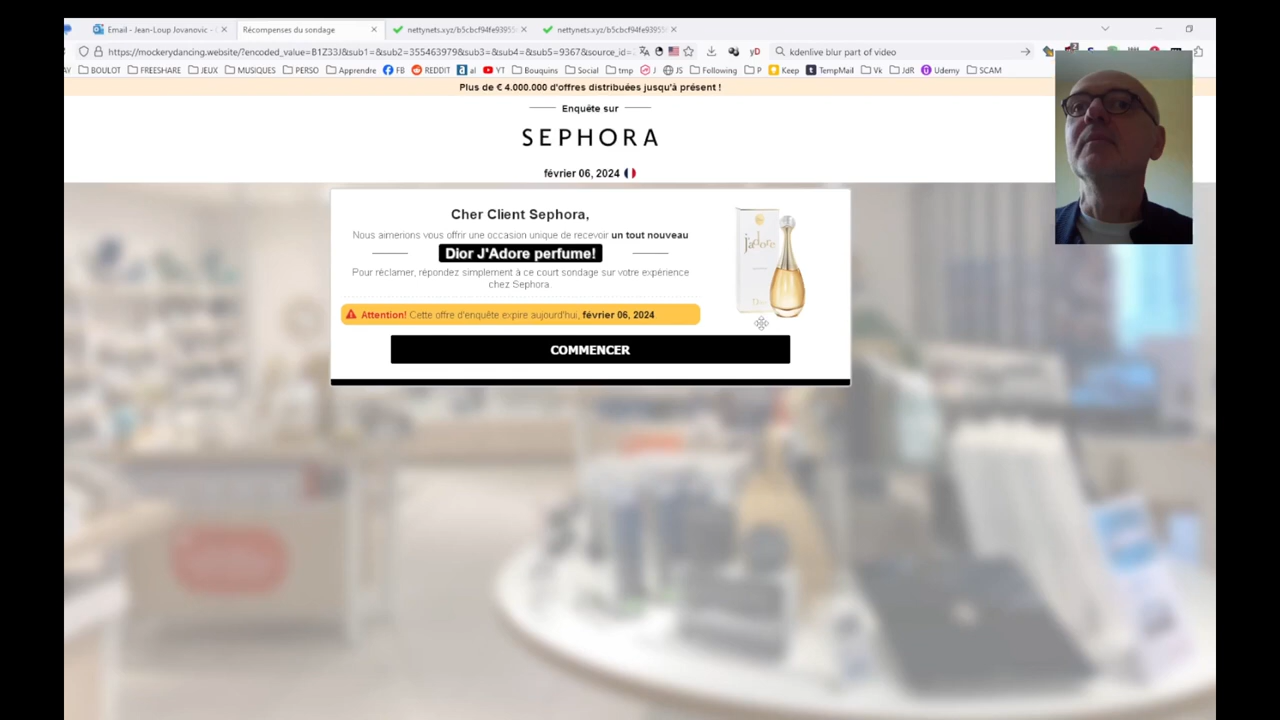 Email - Jean-Loup Jovanovic -
Récompenses du sondage
nettynets.xyz/b5cbcf94fe9395
nettynets.xyz/b5cbcf94fe9395
https://mockerydancing.website/?encoded_value=B1Z33J&sub1=&sub2=355463979&sub3=&sub4=&sub5=9367&source_id=
kdenlive blur part of video
BOULOT FREESHARE JEUX MUSIQUES PERSO Apprendre FB REDDIT al YT Bouquins Social tmp J JS Following P Keep TempMail Vk JdR Udemy SCAM
Plus de € 4.000.000 d'offres distribuées jusqu'à présent !
Enquête sur
SEPHORA
février 06, 2024
Cher Client Sephora,
Nous aimerions vous offrir une occasion unique de recevoir un tout nouveau
Dior J'Adore perfume!
Pour réclamer, répondez simplement à ce court sondage sur votre expérience
chez Sephora.
Attention! Cette offre d'enquête expire aujourd'hui, février 06, 2024
COMMENCER
j'adore
Dior